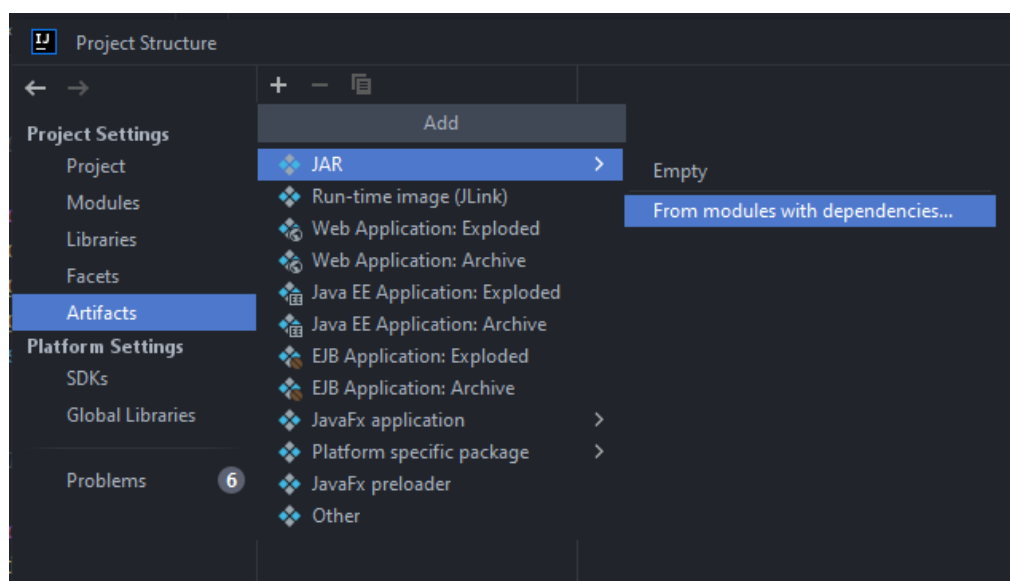 IJ
Project Structure
Project Settings
Project
Modules
Libraries
Facets
Artifacts
Platform Settings
SDKs
Global Libraries
Problems
6
Add
JAR
Run-time image (JLink)
Web Application: Exploded
Web Application: Archive
Java EE Application: Exploded
Java EE Application: Archive
EJB Application: Exploded
EJB Application: Archive
JavaFx application
Platform specific package
JavaFx preloader
Other
Empty
From modules with dependencies...